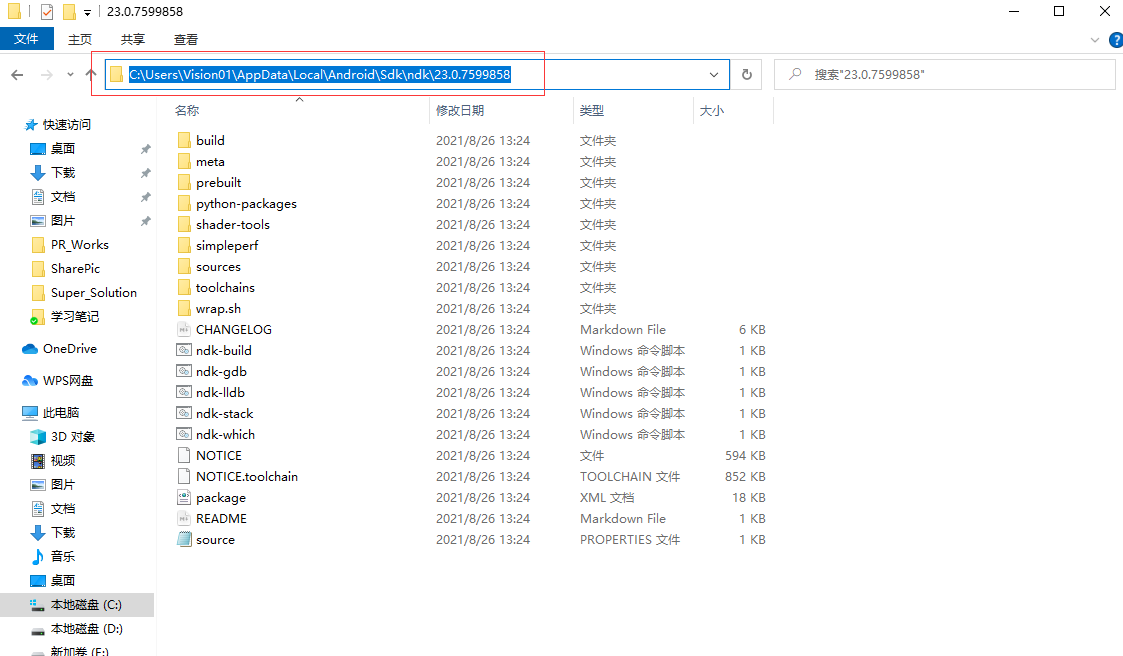 23.0.7599858
文件 主页 共享 查看
C:\Users\Vision01\AppData\Local\Android\Sdk\ndk\23.0.7599858 搜索"23.0.7599858"
快速访问
桌面
下载
文档
图片
PR_Works
SharePic
Super_Solution
学习笔记
OneDrive
WPS网盘
此电脑
3D 对象
视频
图片
文档
下载
音乐
桌面
本地磁盘 (C:)
本地磁盘 (D:)
新加卷 (E:)
名称 修改日期 类型 大小
build 2021/8/26 13:24 文件夹
meta 2021/8/26 13:24 文件夹
prebuilt 2021/8/26 13:24 文件夹
python-packages 2021/8/26 13:24 文件夹
shader-tools 2021/8/26 13:24 文件夹
simpleperf 2021/8/26 13:24 文件夹
sources 2021/8/26 13:24 文件夹
toolchains 2021/8/26 13:24 文件夹
wrap.sh 2021/8/26 13:24 文件夹
CHANGELOG 2021/8/26 13:24 Markdown File 6 KB
ndk-build 2021/8/26 13:24 Windows 命令脚本 1 KB
ndk-gdb 2021/8/26 13:24 Windows 命令脚本 1 KB
ndk-lldb 2021/8/26 13:24 Windows 命令脚本 1 KB
ndk-stack 2021/8/26 13:24 Windows 命令脚本 1 KB
ndk-which 2021/8/26 13:24 Windows 命令脚本 1 KB
NOTICE 2021/8/26 13:24 文件 594 KB
NOTICE.toolchain 2021/8/26 13:24 TOOLCHAIN 文件 852 KB
package 2021/8/26 13:24 XML 文档 18 KB
README 2021/8/26 13:24 Markdown File 1 KB
source 2021/8/26 13:24 PROPERTIES 文件 1 KB